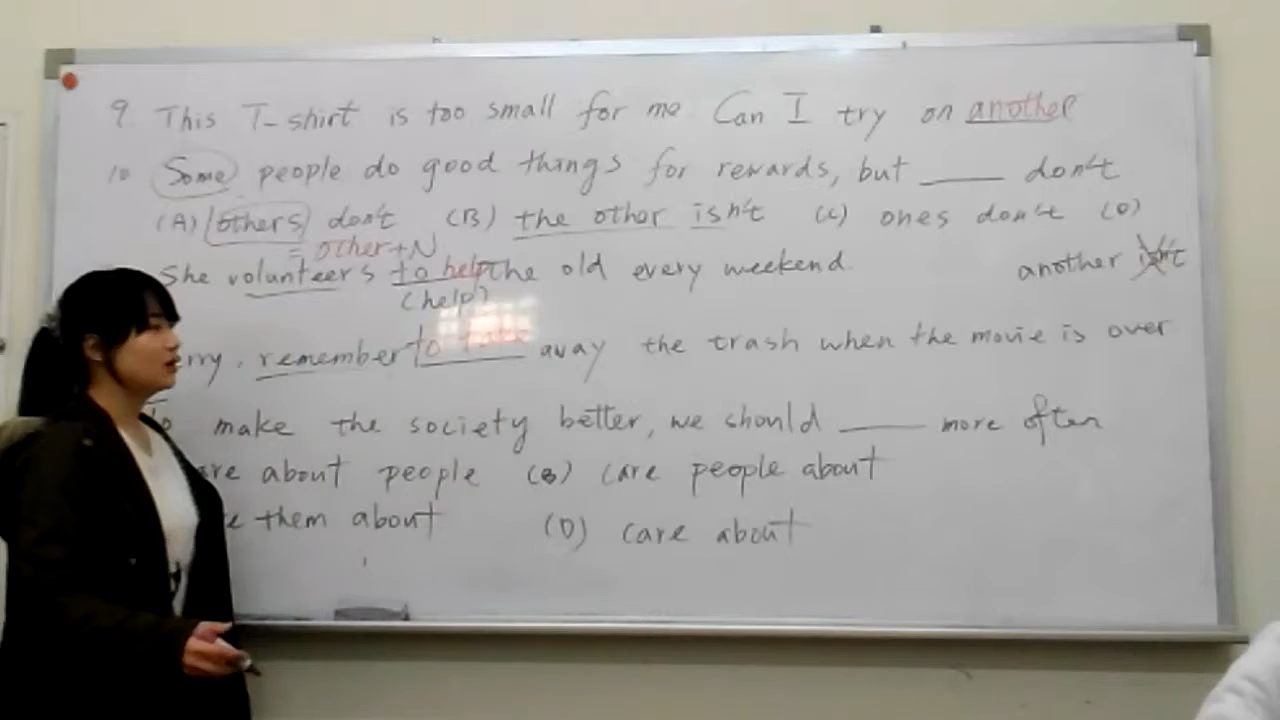 9. This T-shirt is too small for me Can I try on another
10 Some people do good things for rewards, but ____ don't
(A) others don't (B) the other isn't (C) ones don't (D)
= other + N
She volunteers to help the old every weekend. another isn't
(help)
remember to take away the trash when the movie is over
To make the society better, we should ____ more often
about people (B) care people about
them about (D) care about